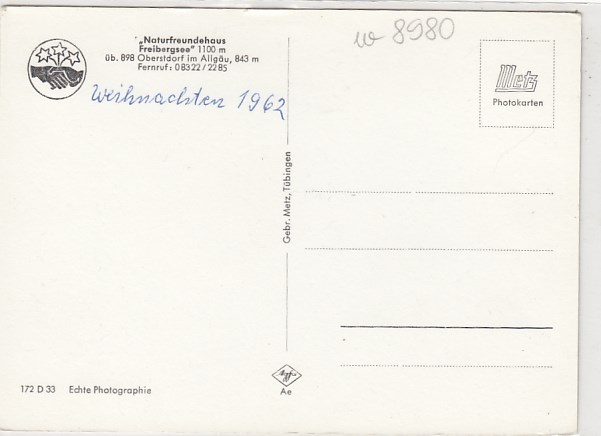 „Naturfreundehaus
Freibergsee" 1100 m
üb. 898 Oberstdorf im Allgäu, 843 m
Fernruf: 08322/2285
Weihnachten 1962
w 8980
Metz
Photokarten
Gebr. Metz, Tübingen
Agfa
Ae
172 D 33 Echte Photographie